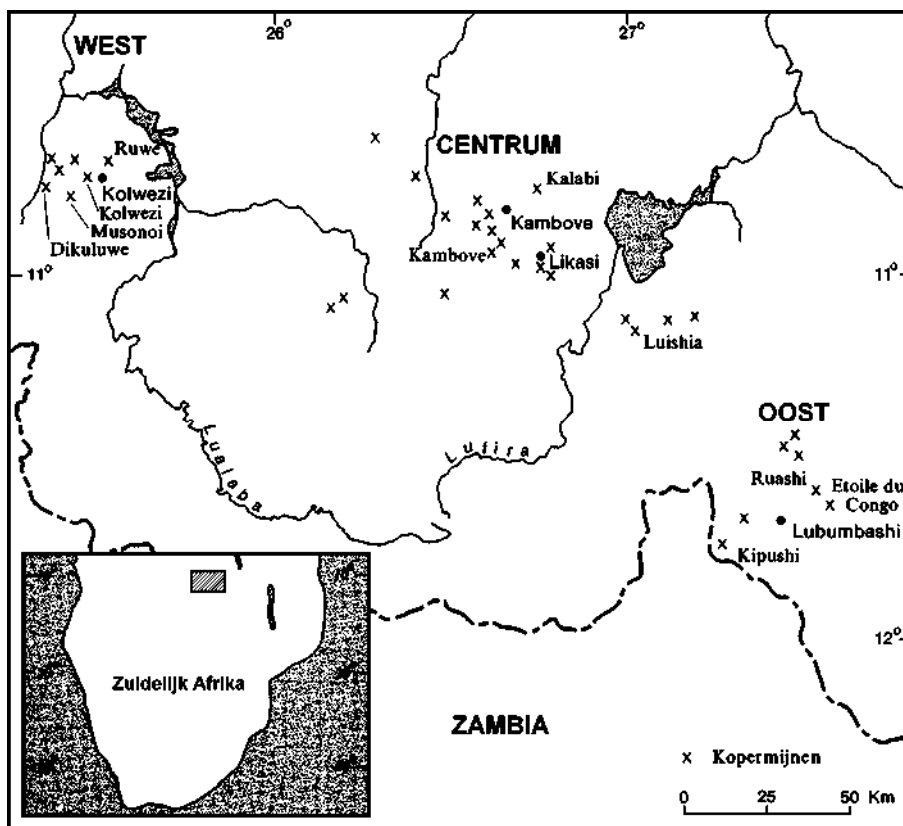 26°
27°
WEST
CENTRUM
Ruwe
Kalabi
Kolwezi
Kolwezi
Musonoi
Dikuluwe
Kambove
Kambove
Likasi
11°
11°
Luishia
OOST
Lualaba
Lufira
Ruashi
Etoile du
Congo
Lubumbashi
Kipushi
12°
Zuidelijk Afrika
ZAMBIA
x Kopermijnen
0 25 50 Km